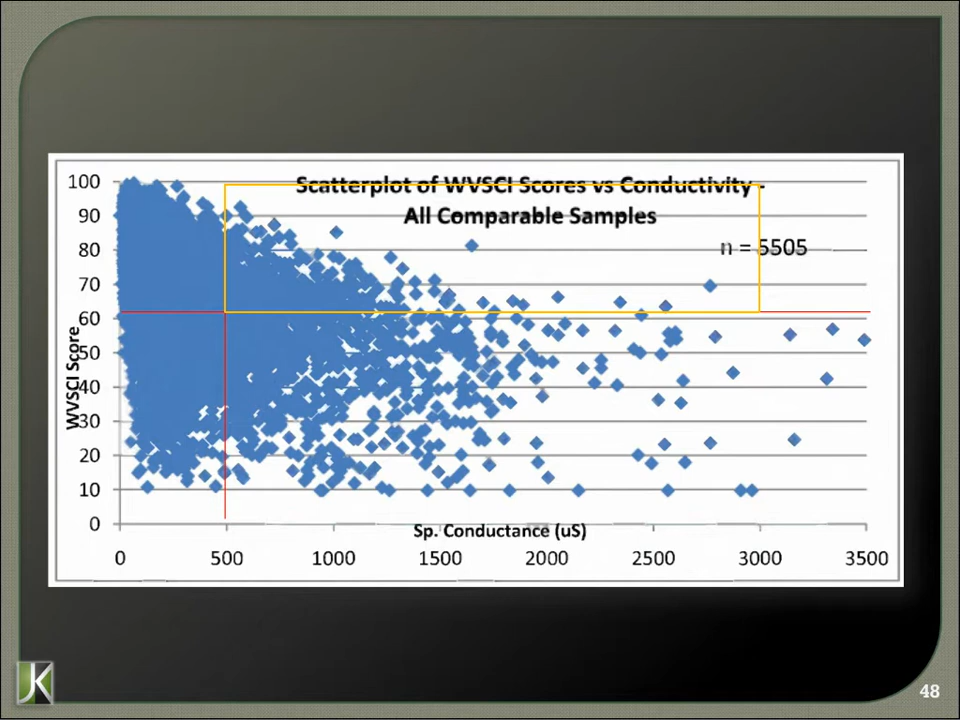 Scatterplot of WVSCI Scores vs Conductivity -
All Comparable Samples
n = 5505
100
90
80
70
60
50
40
30
20
10
0
WVSCI Score
Sp. Conductance (uS)
0 500 1000 1500 2000 2500 3000 3500
JK
48